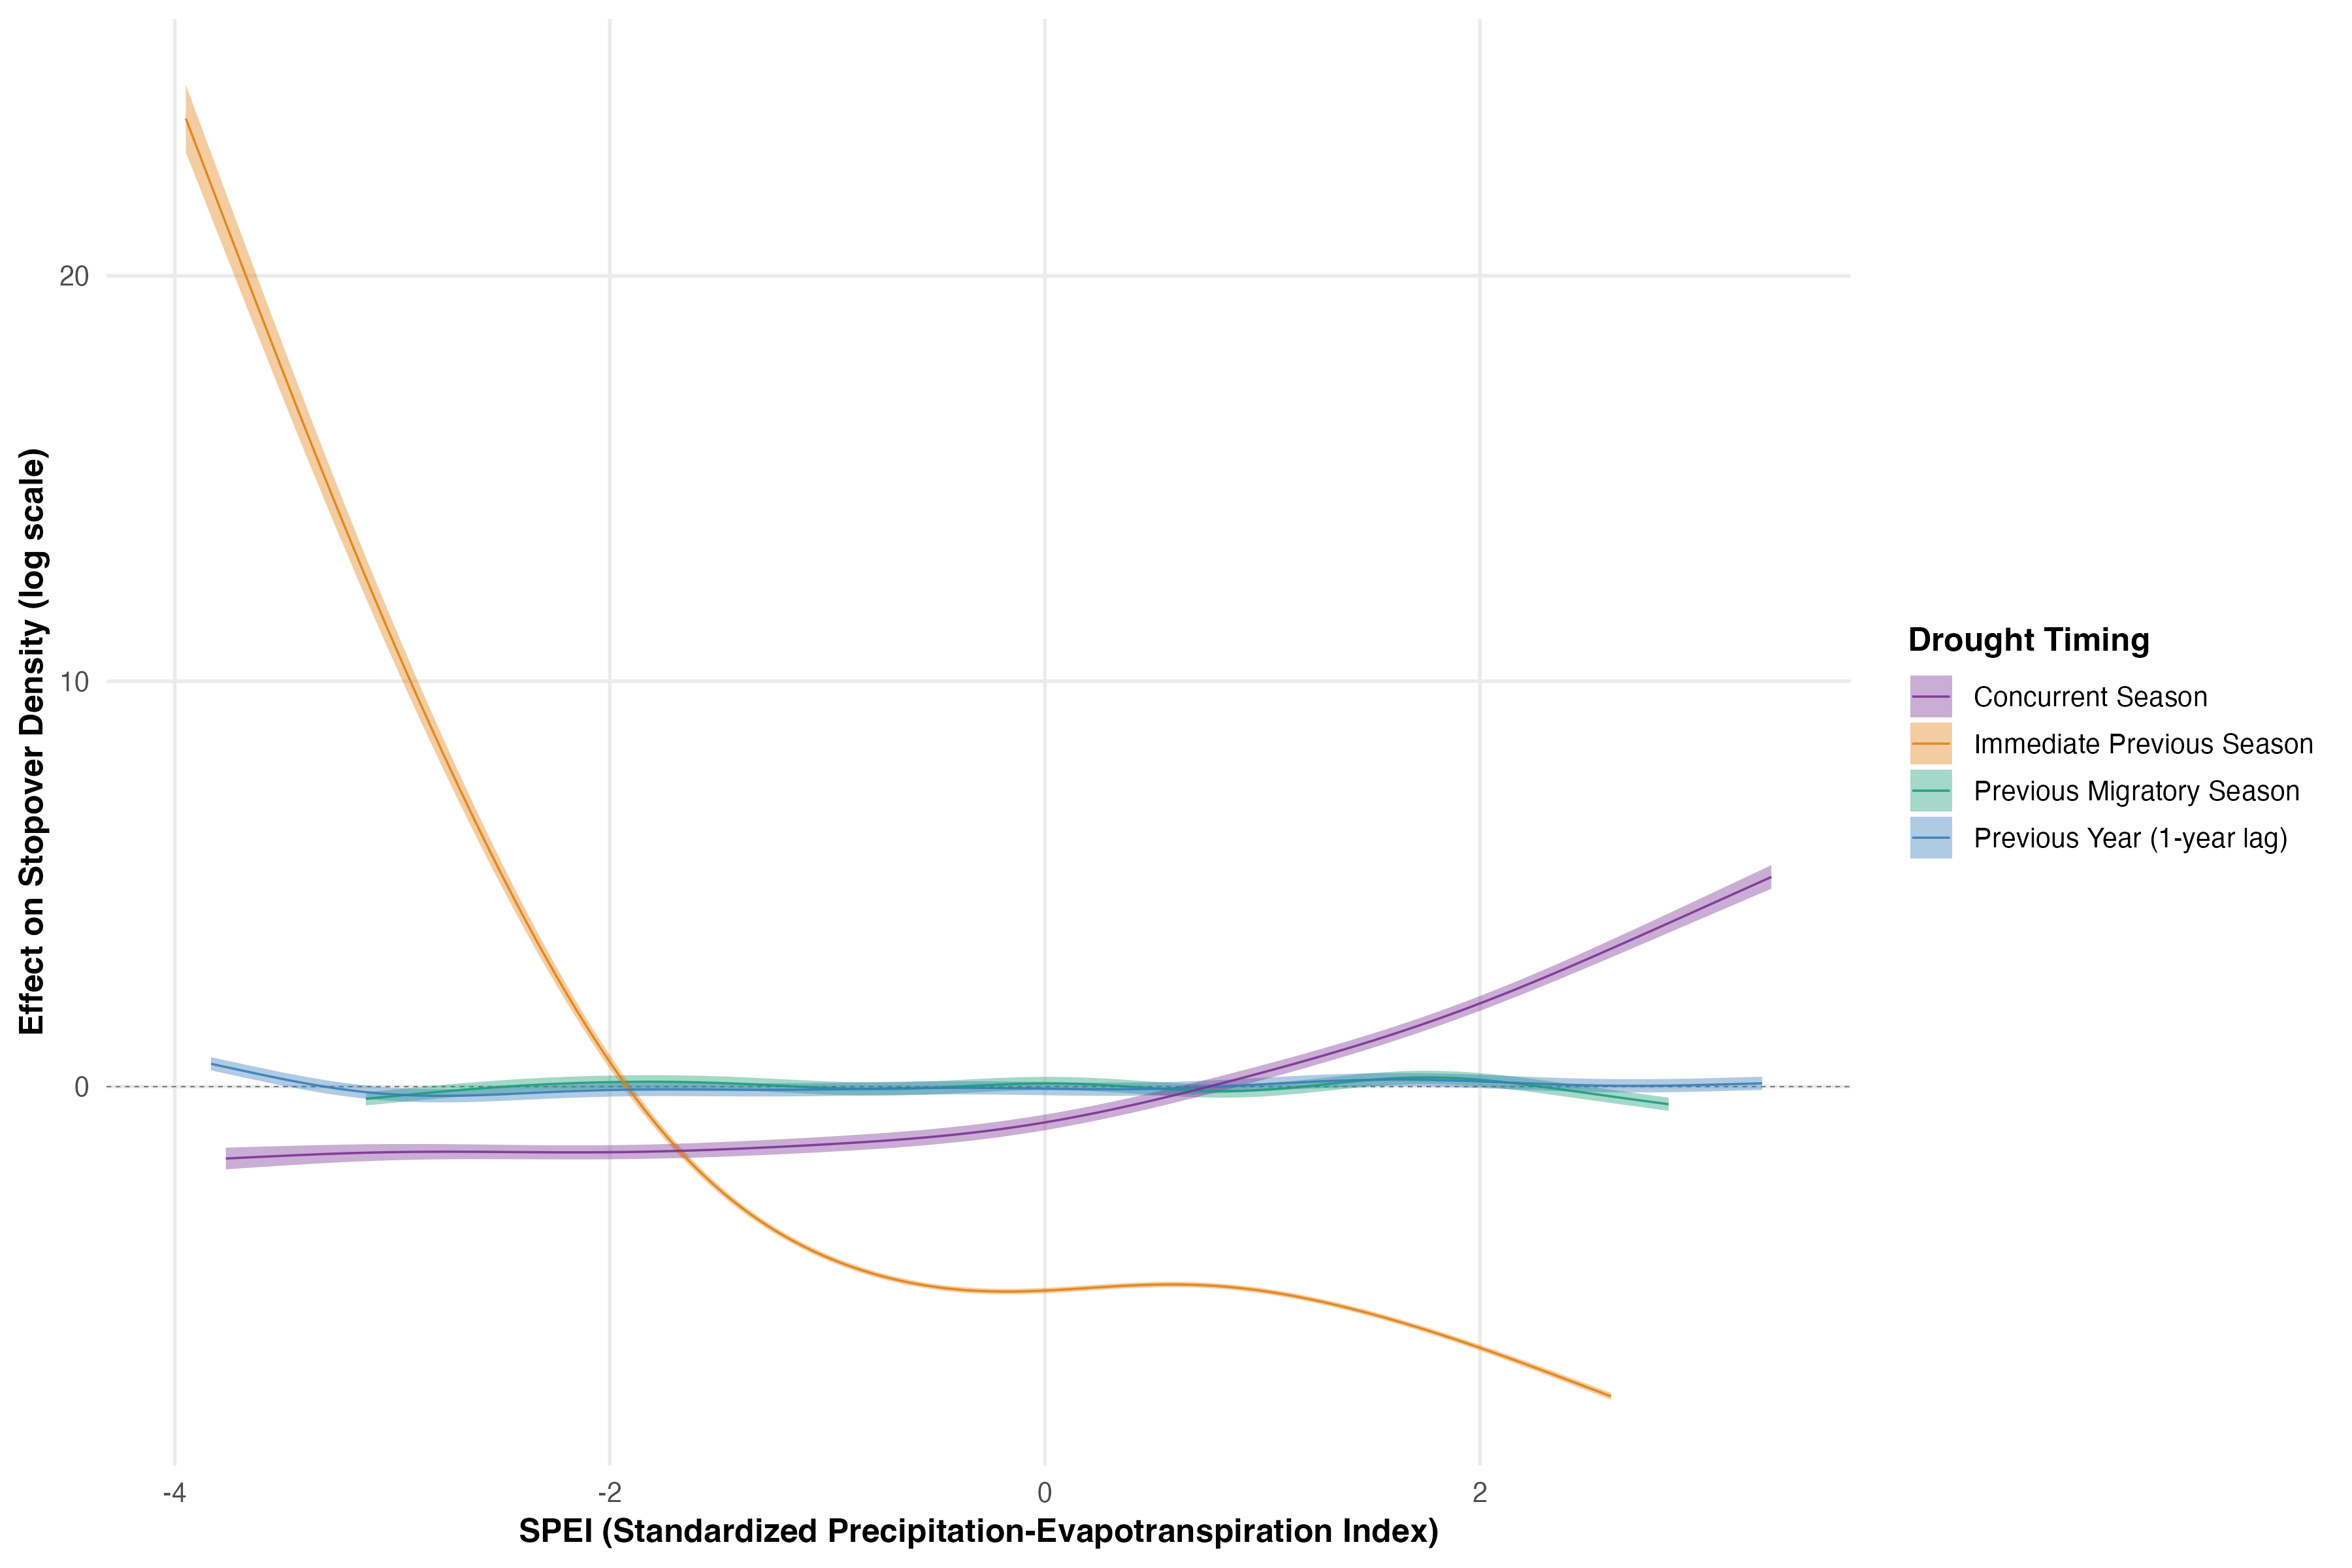 20
10
0
Effect on Stopover Density (log scale)
-4
-2
0
2
SPEI (Standardized Precipitation-Evapotranspiration Index)
Drought Timing
Concurrent Season
Immediate Previous Season
Previous Migratory Season
Previous Year (1-year lag)